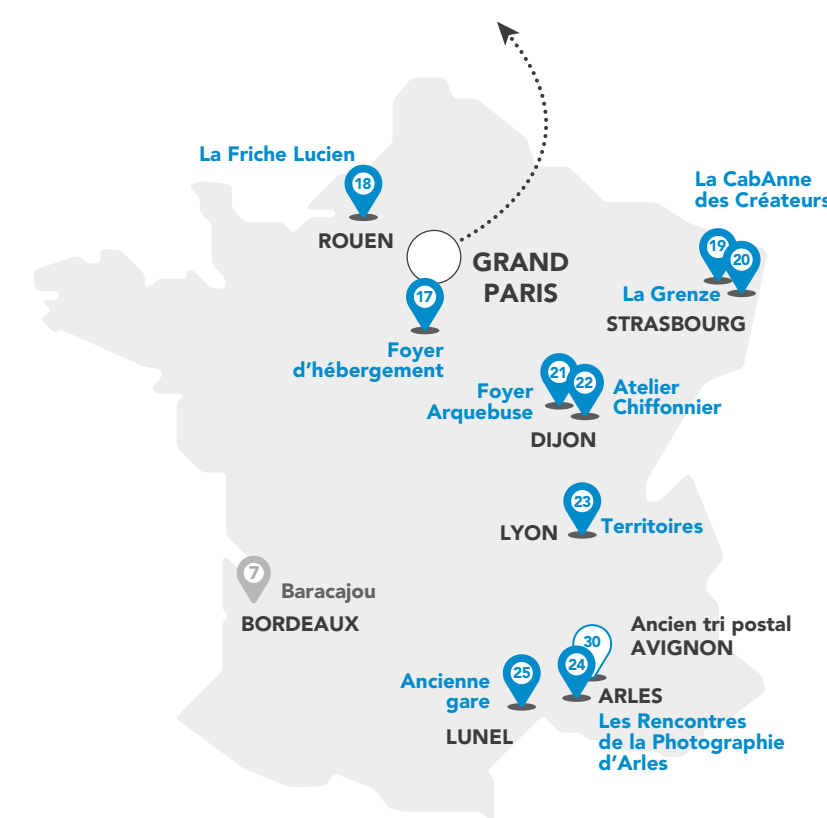 La Friche Lucien
18
ROUEN
GRAND
PARIS
17
Foyer
d'hébergement
La CabAnne
des Créateurs
19
20
La Grenze
STRASBOURG
21
22
Foyer
Arquebuse
Atelier
Chiffonnier
DIJON
23
LYON
Territoires
7
Baracajou
BORDEAUX
30
Ancien tri postal
AVIGNON
24
ARLES
Les Rencontres
de la Photographie
d'Arles
25
Ancienne
gare
LUNEL